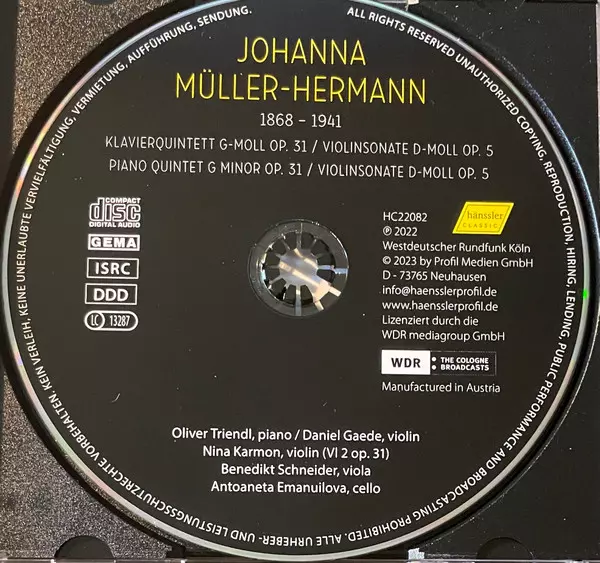 JOHANNA
MÜLLER-HERMANN
1868 – 1941
KLAVIERQUINTETT G-MOLL OP. 31 / VIOLINSONATE D-MOLL OP. 5
PIANO QUINTET G MINOR OP. 31 / VIOLINSONATE D-MOLL OP. 5
COMPACT
disc
DIGITAL AUDIO
GEMA
ISRC
DDD
LC 13287
HC22082
hänssler
CLASSIC
Ⓟ 2022
Westdeutscher Rundfunk Köln
© 2023 by Profil Medien GmbH
D - 73765 Neuhausen
info@haensslerprofil.de
www.haensslerprofil.de
Lizenziert durch die
WDR mediagroup GmbH
WDR THE COLOGNE
BROADCASTS
Manufactured in Austria
Oliver Triendl, piano / Daniel Gaede, violin
Nina Karmon, violin (Vl 2 op. 31)
Benedikt Schneider, viola
Antoaneta Emanuilova, cello
ALL RIGHTS RESERVED UNAUTHORIZED COPYING, REPRODUCTION, HIRING, LENDING, PUBLIC PERFORMANCE AND BROADCASTING PROHIBITED. ALLE URHEBER- UND LEISTUNGSSCHUTZRECHTE VORBEHALTEN. KEIN VERLEIH, KEINE UNERLAUBTE VERVIELFÄLTIGUNG, VERMIETUNG, AUFFÜHRUNG, SENDUNG.